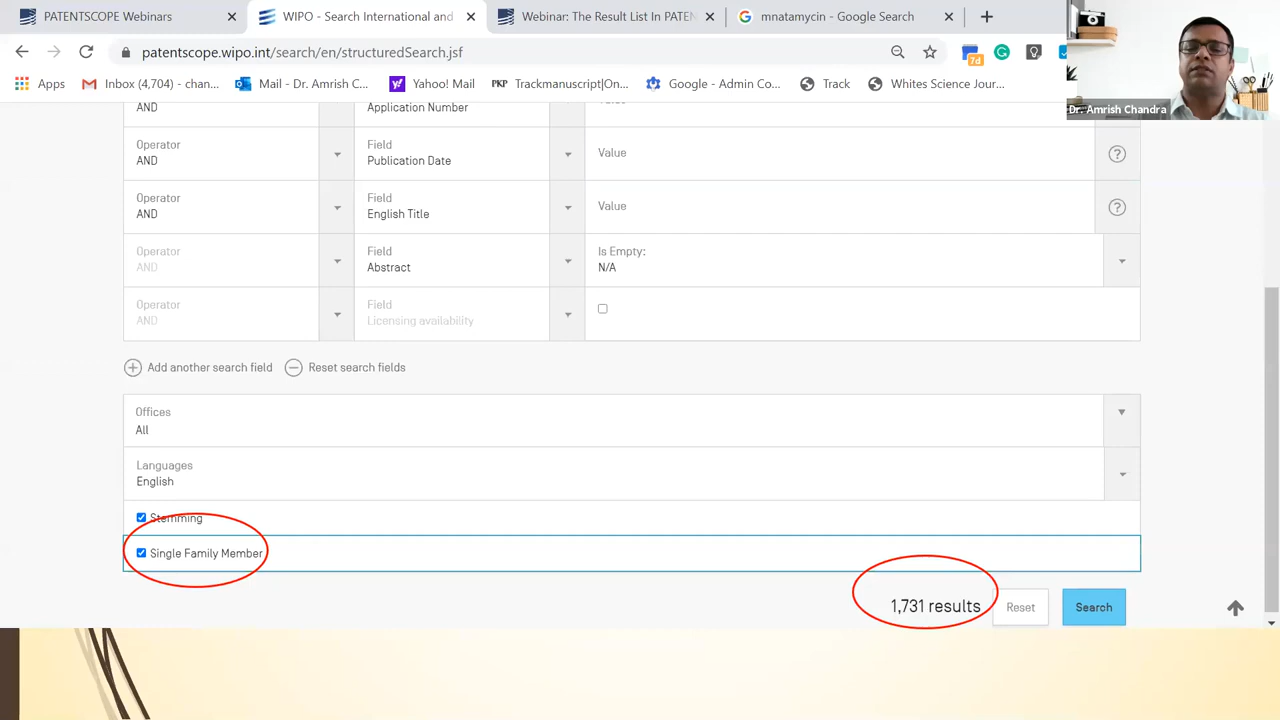 PATENTSCOPE Webinars
WIPO - Search International and
Webinar: The Result List In PATE
mnatamycin - Google Search
patentscope.wipo.int/search/en/structuredSearch.jsf
7d
Apps
Inbox (4,704) - chan...
Mail - Dr. Amrish C...
Yahoo! Mail
PKP
Trackmanuscript|On...
Google - Admin Co...
Track
Whites Science Jour...
Dr. Amrish Chandra
AND
Application Number
Value
Operator
AND
Field
Publication Date
Value
?
Operator
AND
Field
English Title
Value
?
Operator
AND
Field
Abstract
Is Empty:
N/A
Operator
AND
Field
Licensing availability
Add another search field
Reset search fields
Offices
All
Languages
English
Stemming
Single Family Member
1,731 results
Reset
Search